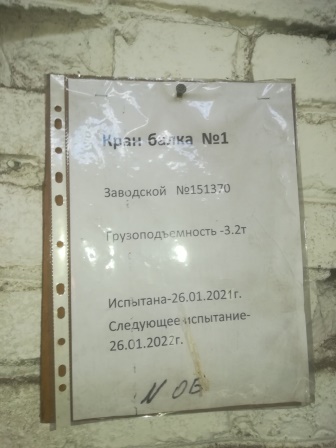 Кран балка №1
Заводской №151370
Грузоподъемность -3.2т
Испытана-26.01.2021г.
Следующее испытание-
26.01.2022г.
N 06